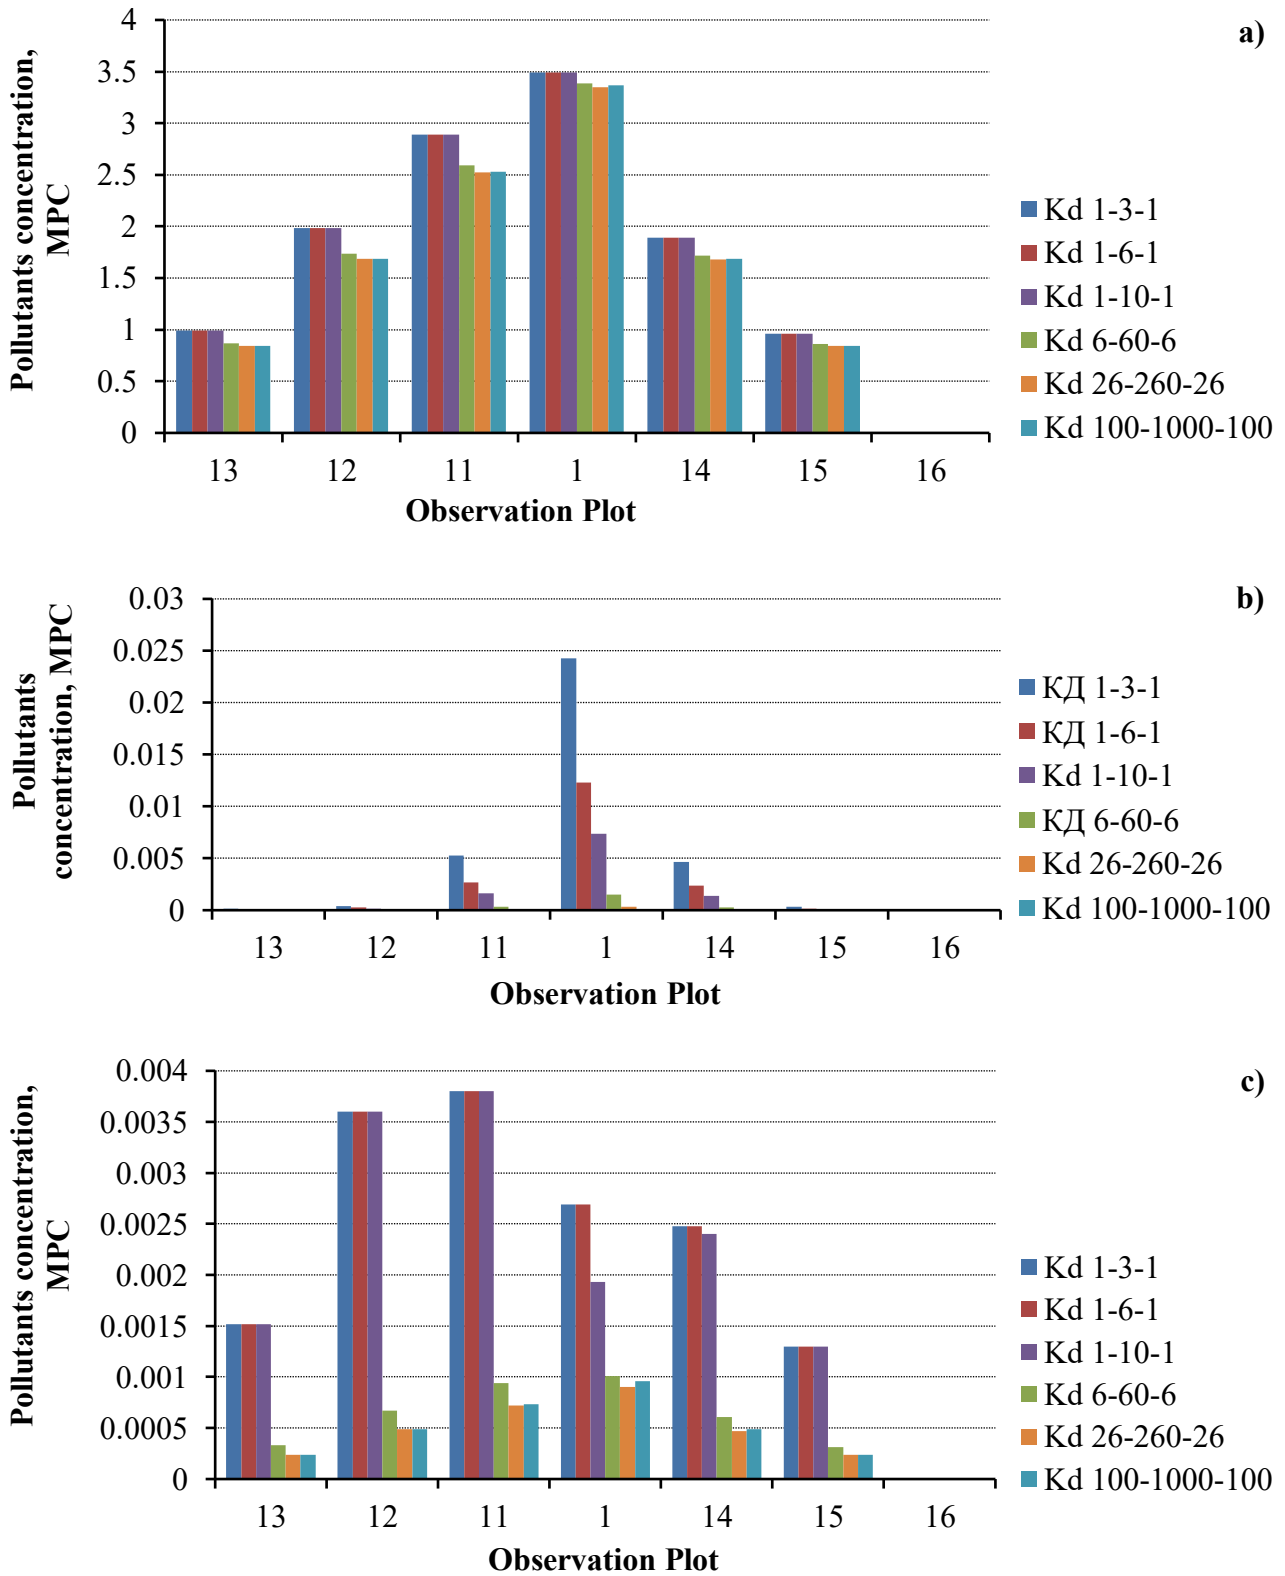 a)
Pollutants concentration,
MPC
4
3.5
3
2.5
2
1.5
1
0.5
0
13 12 11 1 14 15 16
Observation Plot
Kd 1-3-1
Kd 1-6-1
Kd 1-10-1
Kd 6-60-6
Kd 26-260-26
Kd 100-1000-100
b)
Pollutants
concentration, MPC
0.03
0.025
0.02
0.015
0.01
0.005
0
13 12 11 1 14 15 16
Observation Plot
КД 1-3-1
КД 1-6-1
Kd 1-10-1
КД 6-60-6
Kd 26-260-26
Kd 100-1000-100
c)
Pollutants concentration,
MPC
0.004
0.0035
0.003
0.0025
0.002
0.0015
0.001
0.0005
0
13 12 11 1 14 15 16
Observation Plot
Kd 1-3-1
Kd 1-6-1
Kd 1-10-1
Kd 6-60-6
Kd 26-260-26
Kd 100-1000-100